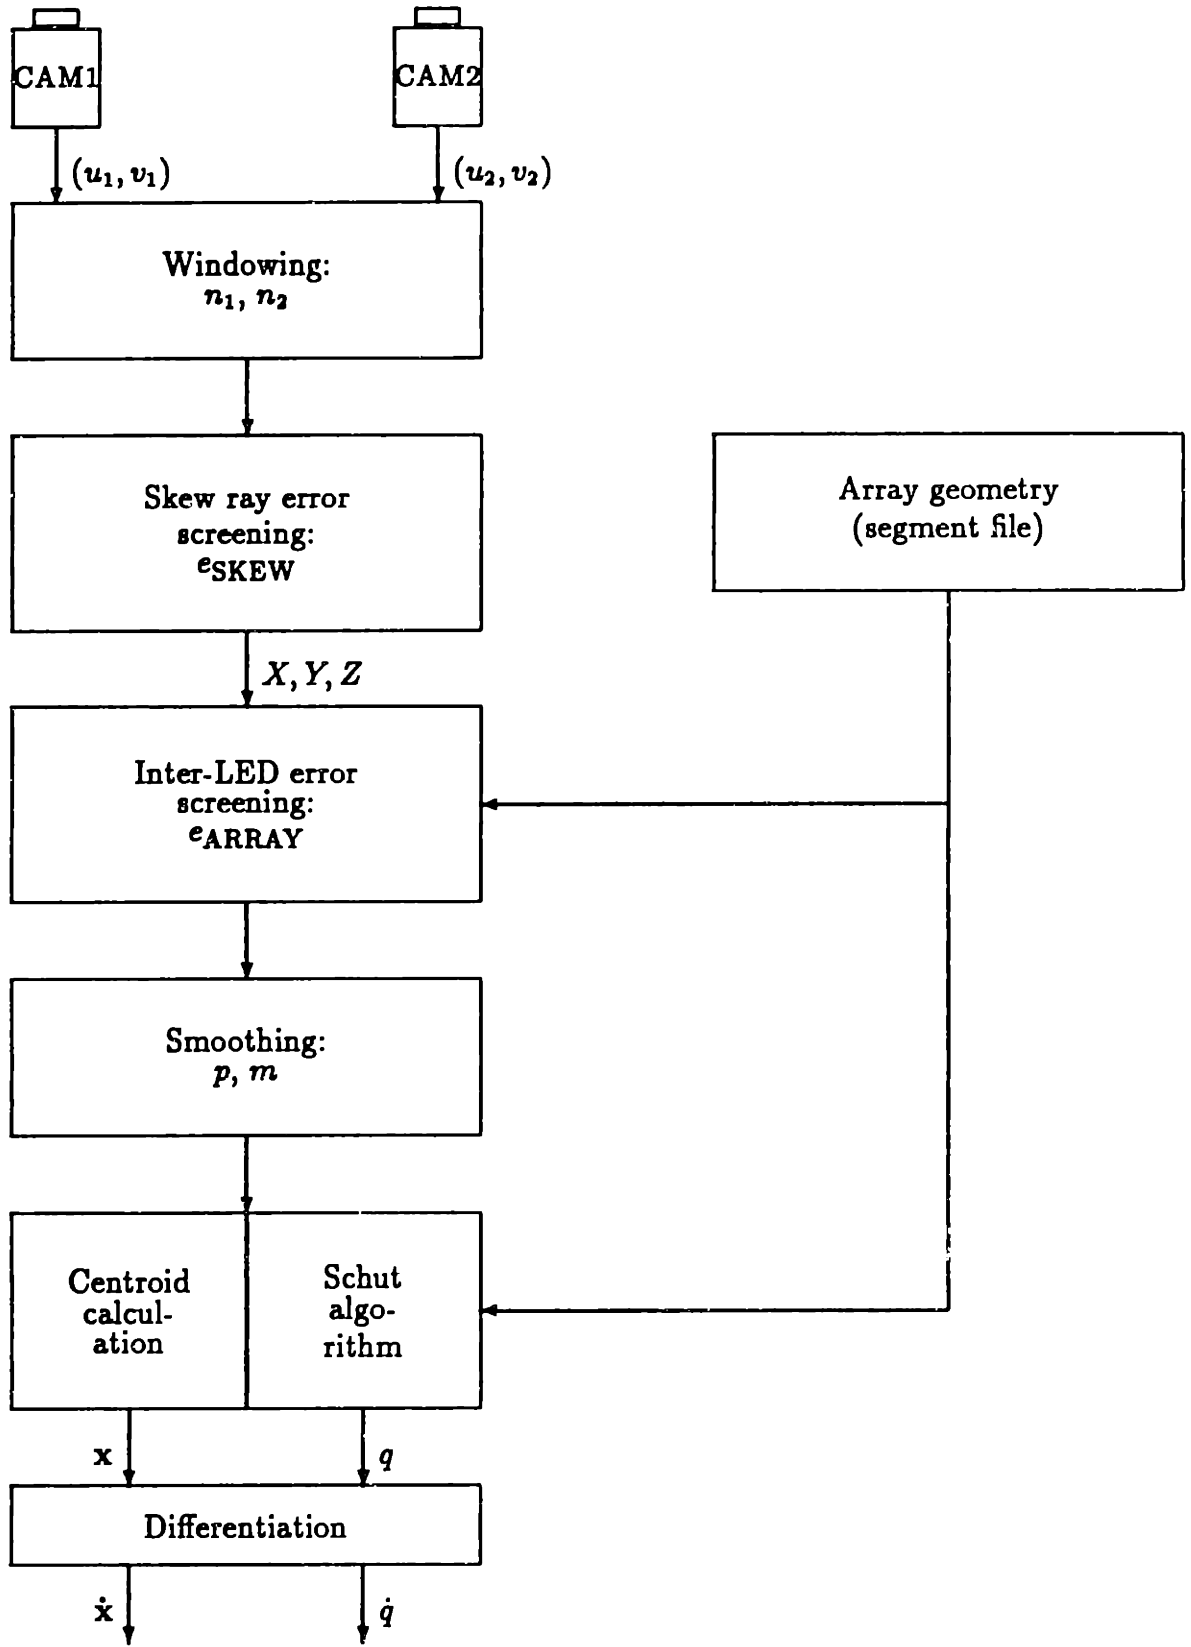 CAM1
CAM2
(u₁, v₁)
(u₂, v₂)
Windowing:
n₁, n₂
Skew ray error
screening:
eSKEW
Array geometry
(segment file)
X, Y, Z
Inter-LED error
screening:
eARRAY
Smoothing:
p, m
Centroid
calcul-
ation
Schut
algo-
rithm
x
q
Differentiation
ẋ
q̇